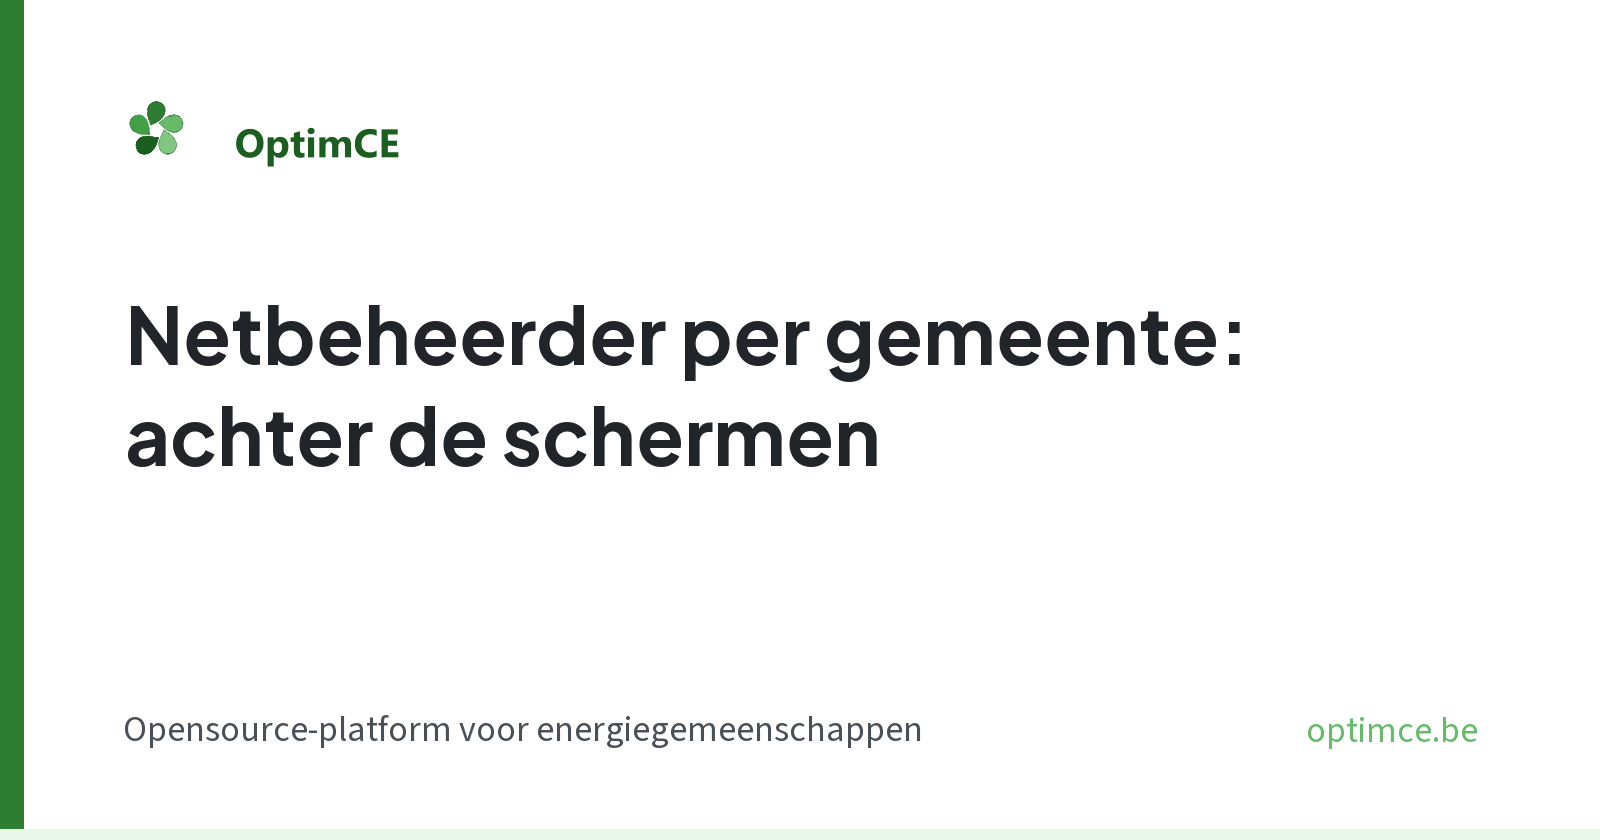 OptimCE
Netbeheerder per gemeente:
achter de schermen
Opensource-platform voor energiegemeenschappen
optimce.be